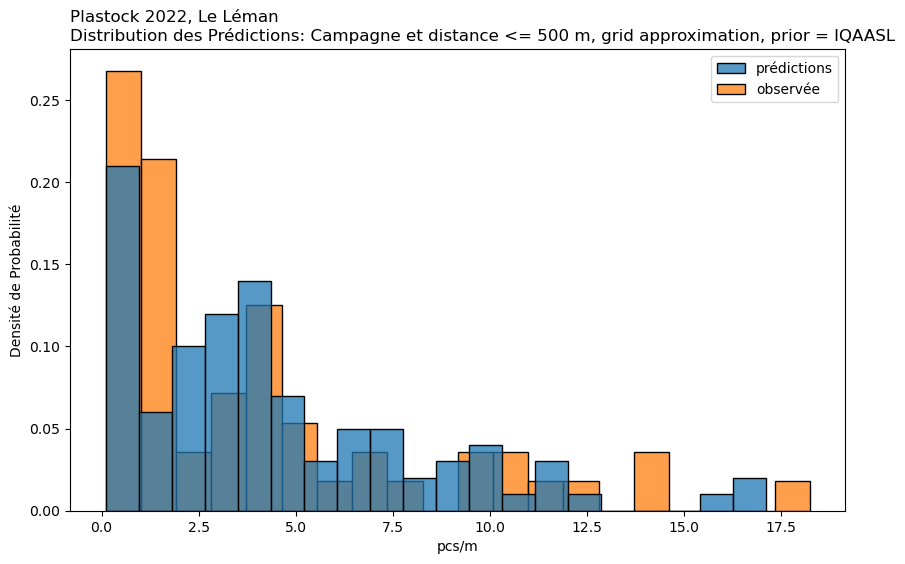 Plastock 2022, Le Léman
Distribution des Prédictions: Campagne et distance <= 500 m, grid approximation, prior = IQAASL
prédictions
observée
Densité de Probabilité
0.25
0.20
0.15
0.10
0.05
0.00
0.0 2.5 5.0 7.5 10.0 12.5 15.0 17.5
pcs/m